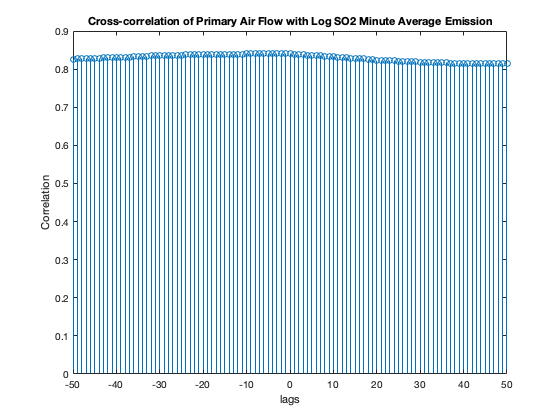 Cross-correlation of Primary Air Flow with Log SO2 Minute Average Emission
0.9
0.8
0.7
0.6
0.5
0.4
0.3
0.2
0.1
0
Correlation
-50 -40 -30 -20 -10 0 10 20 30 40 50
lags